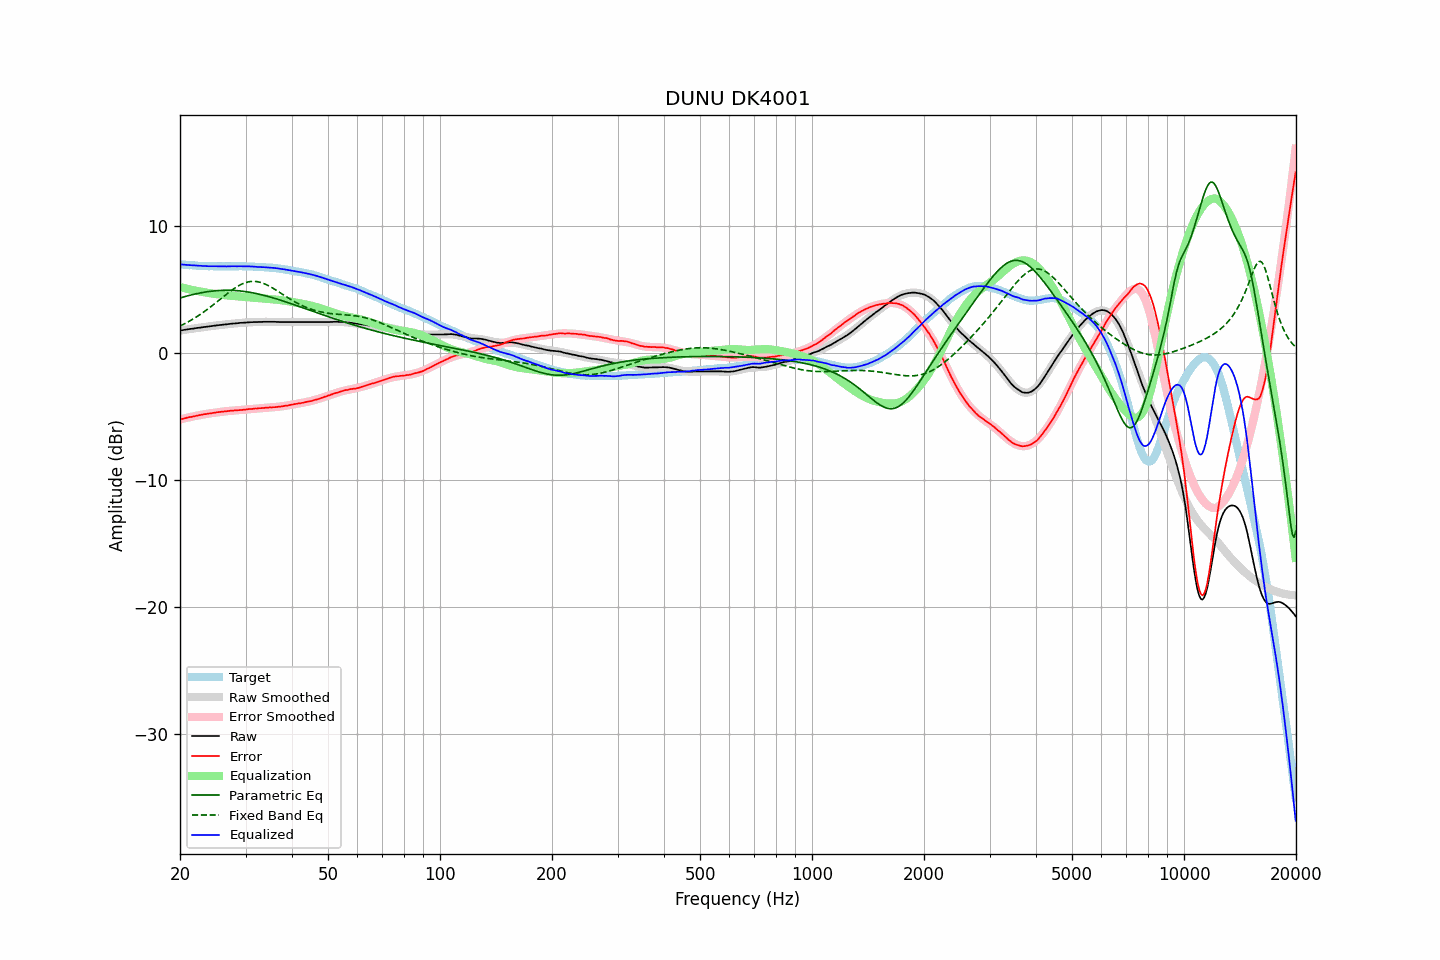 DUNU DK4001
Amplitude (dBr)
10
0
−10
−20
−30
Target
Raw Smoothed
Error Smoothed
Raw
Error
Equalization
Parametric Eq
Fixed Band Eq
Equalized
20 50 100 200 500 1000 2000 5000 10000 20000
Frequency (Hz)